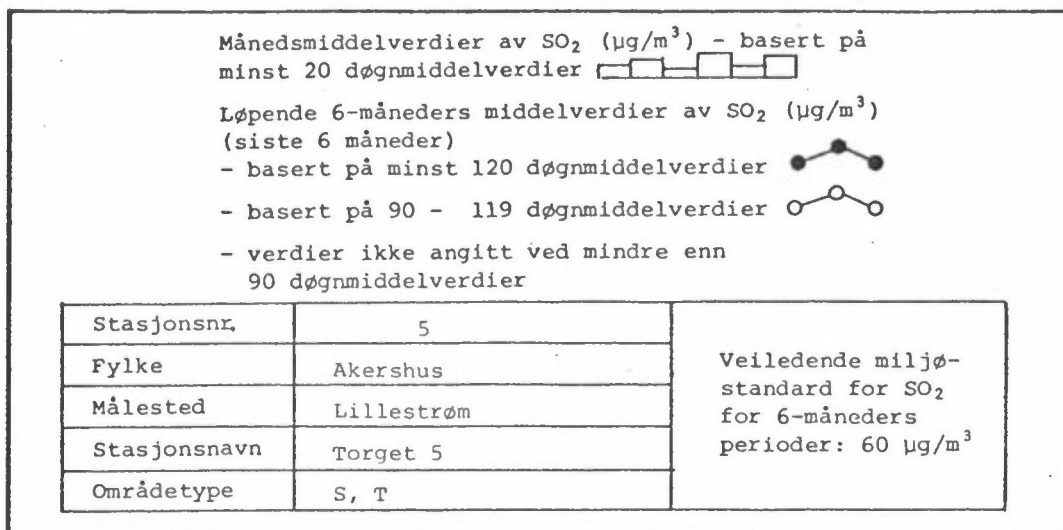 Månedsmiddelverdier av SO₂ (µg/m³) - basert på
minst 20 døgnmiddelverdier
Løpende 6-måneders middelverdier av SO₂ (µg/m³)
(siste 6 måneder)
- basert på minst 120 døgnmiddelverdier
- basert på 90 - 119 døgnmiddelverdier
- verdier ikke angitt ved mindre enn
90 døgnmiddelverdier
Stasjonsnr. 5
Fylke Akershus
Målested Lillestrøm
Stasjonsnavn Torget 5
Områdetype S, T
Veiledende miljø-
standard for SO₂
for 6-måneders
perioder: 60 µg/m³